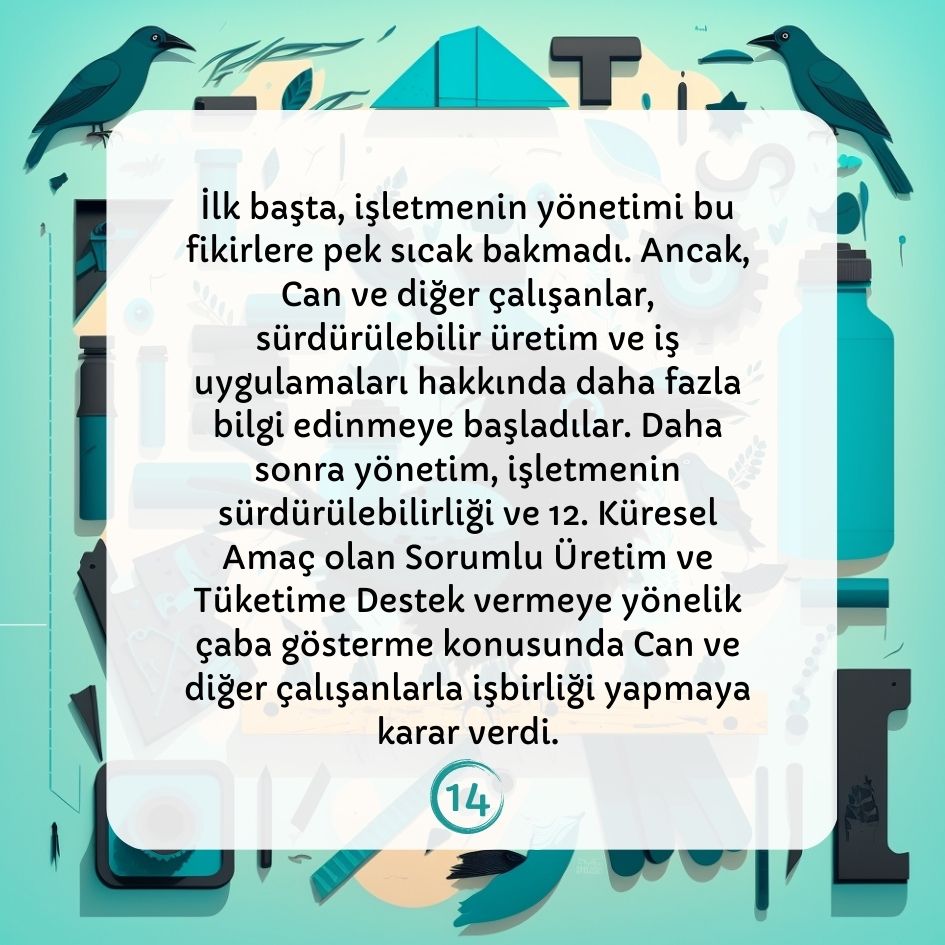 İlk başta, işletmenin yönetimi bu
fikirlere pek sıcak bakmadı. Ancak,
Can ve diğer çalışanlar,
sürdürülebilir üretim ve iş
uygulamaları hakkında daha fazla
bilgi edinmeye başladılar. Daha
sonra yönetim, işletmenin
sürdürülebilirliği ve 12. Küresel
Amaç olan Sorumlu Üretim ve
Tüketime Destek vermeye yönelik
çaba gösterme konusunda Can ve
diğer çalışanlarla işbirliği yapmaya
karar verdi.
14